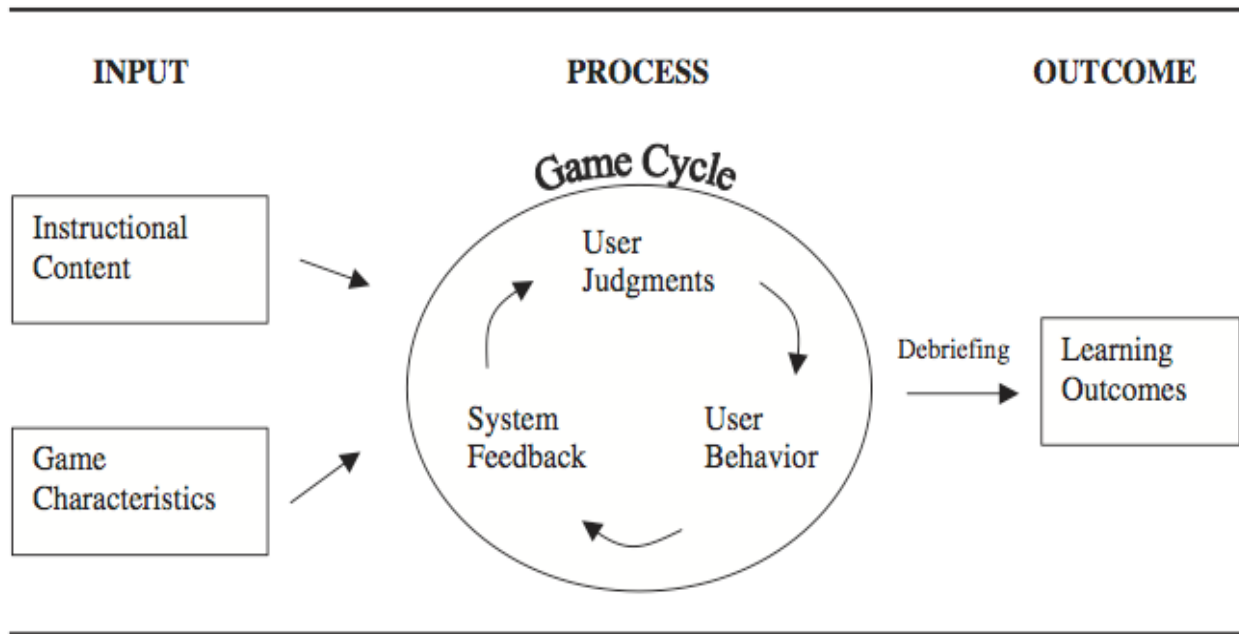 INPUT
PROCESS
OUTCOME
Instructional
Content
Game
Characteristics
Game Cycle
User
Judgments
User
Behavior
System
Feedback
Debriefing
Learning
Outcomes